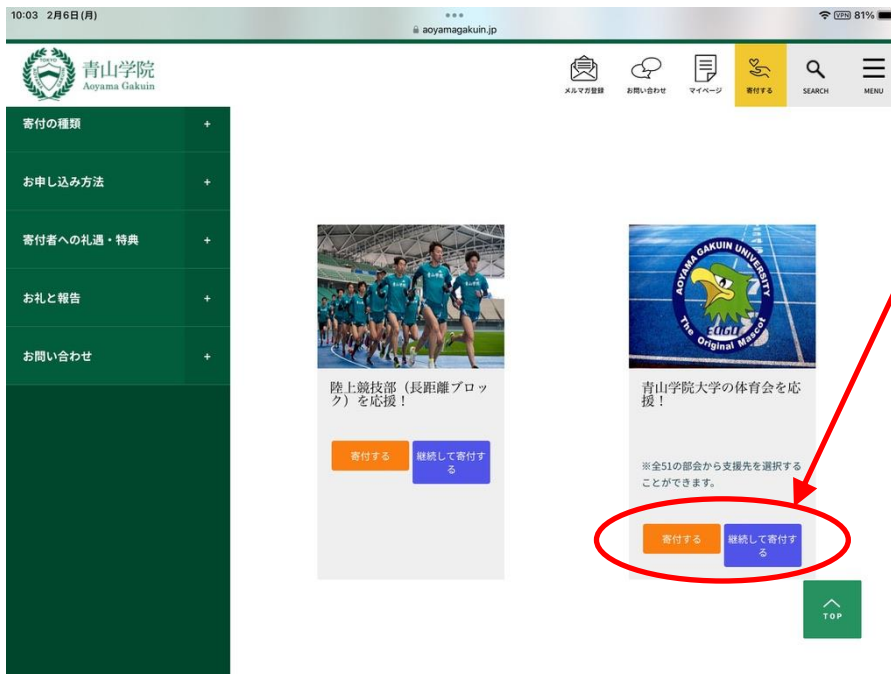 10:03 2月6日(月)
VPN 81%
aoyamagakuin.jp
青山学院
Aoyama Gakuin
メルマガ登録
お問い合わせ
マイページ
寄付する
SEARCH
MENU
寄付の種類 +
お申し込み方法 +
寄付者への礼遇・特典 +
お礼と報告 +
お問い合わせ +
AOYAMA GAKUIN UNIVERSITY
EAGO
The Original Mascot
陸上競技部（長距離ブロッ
ク）を応援！
寄付する
継続して寄付す
る
青山学院大学の体育会を応
援！
※全51の部会から支援先を選択する
ことができます。
寄付する
継続して寄付す
る
TOP